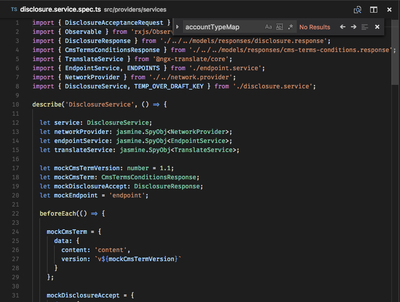 disclosure.service.spec.ts src/providers/services
accountTypeMap Aa Abl .* No Results
1 import { DisclosureAcceptanceRequest }
2 import { Observable } from 'rxjs/Obser
3 import { DisclosureResponse } from './../../models/responses/disclosure.response';
4 import { CmsTermsConditionsResponse } from './../../models/responses/cms-terms-conditions.response';
5 import { TranslateService } from '@ngx-translate/core';
6 import { EndpointService, ENDPOINTS } from './endpoint.service';
7 import { NetworkProvider } from './../network.provider';
8 import { DisclosureService, TEMP_OVER_DRAFT_KEY } from './disclosure.service';
9
10 describe('DisclosureService', () => {
11
12 let service: DisclosureService;
13 let networkProvider: jasmine.SpyObj<NetworkProvider>;
14 let endpointService: jasmine.SpyObj<EndpointService>;
15 let translateService: jasmine.SpyObj<TranslateService>;
16
17 let mockCmsTermVersion: number = 1.1;
18 let mockCmsTerm: CmsTermsConditionsResponse;
19 let mockDisclosureAccept: DisclosureResponse;
20 let mockEndpoint = 'endpoint';
21
22 beforeEach(() => {
23
24 mockCmsTerm = {
25 data: {
26 content: 'content',
27 version: `v${mockCmsTermVersion}`
28 }
29 };
30
31 mockDisclosureAccept = {